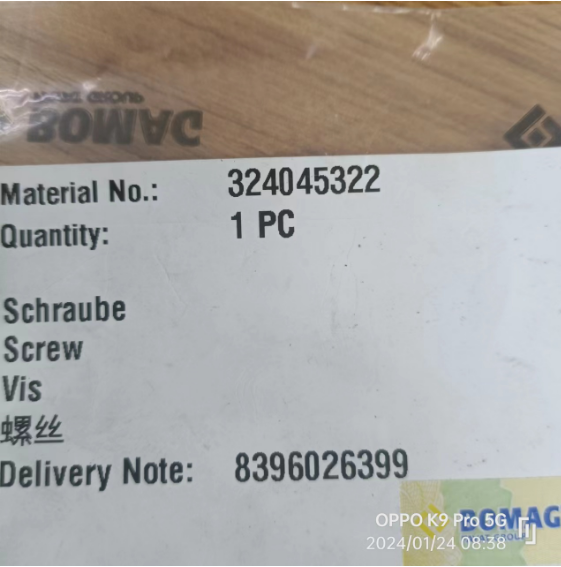 BOMAG
Material No.: 324045322
Quantity: 1 PC
Schraube
Screw
Vis
螺丝
Delivery Note: 8396026399
BOMAG
OPPO K9 Pro 5G
2024/01/24 08:38